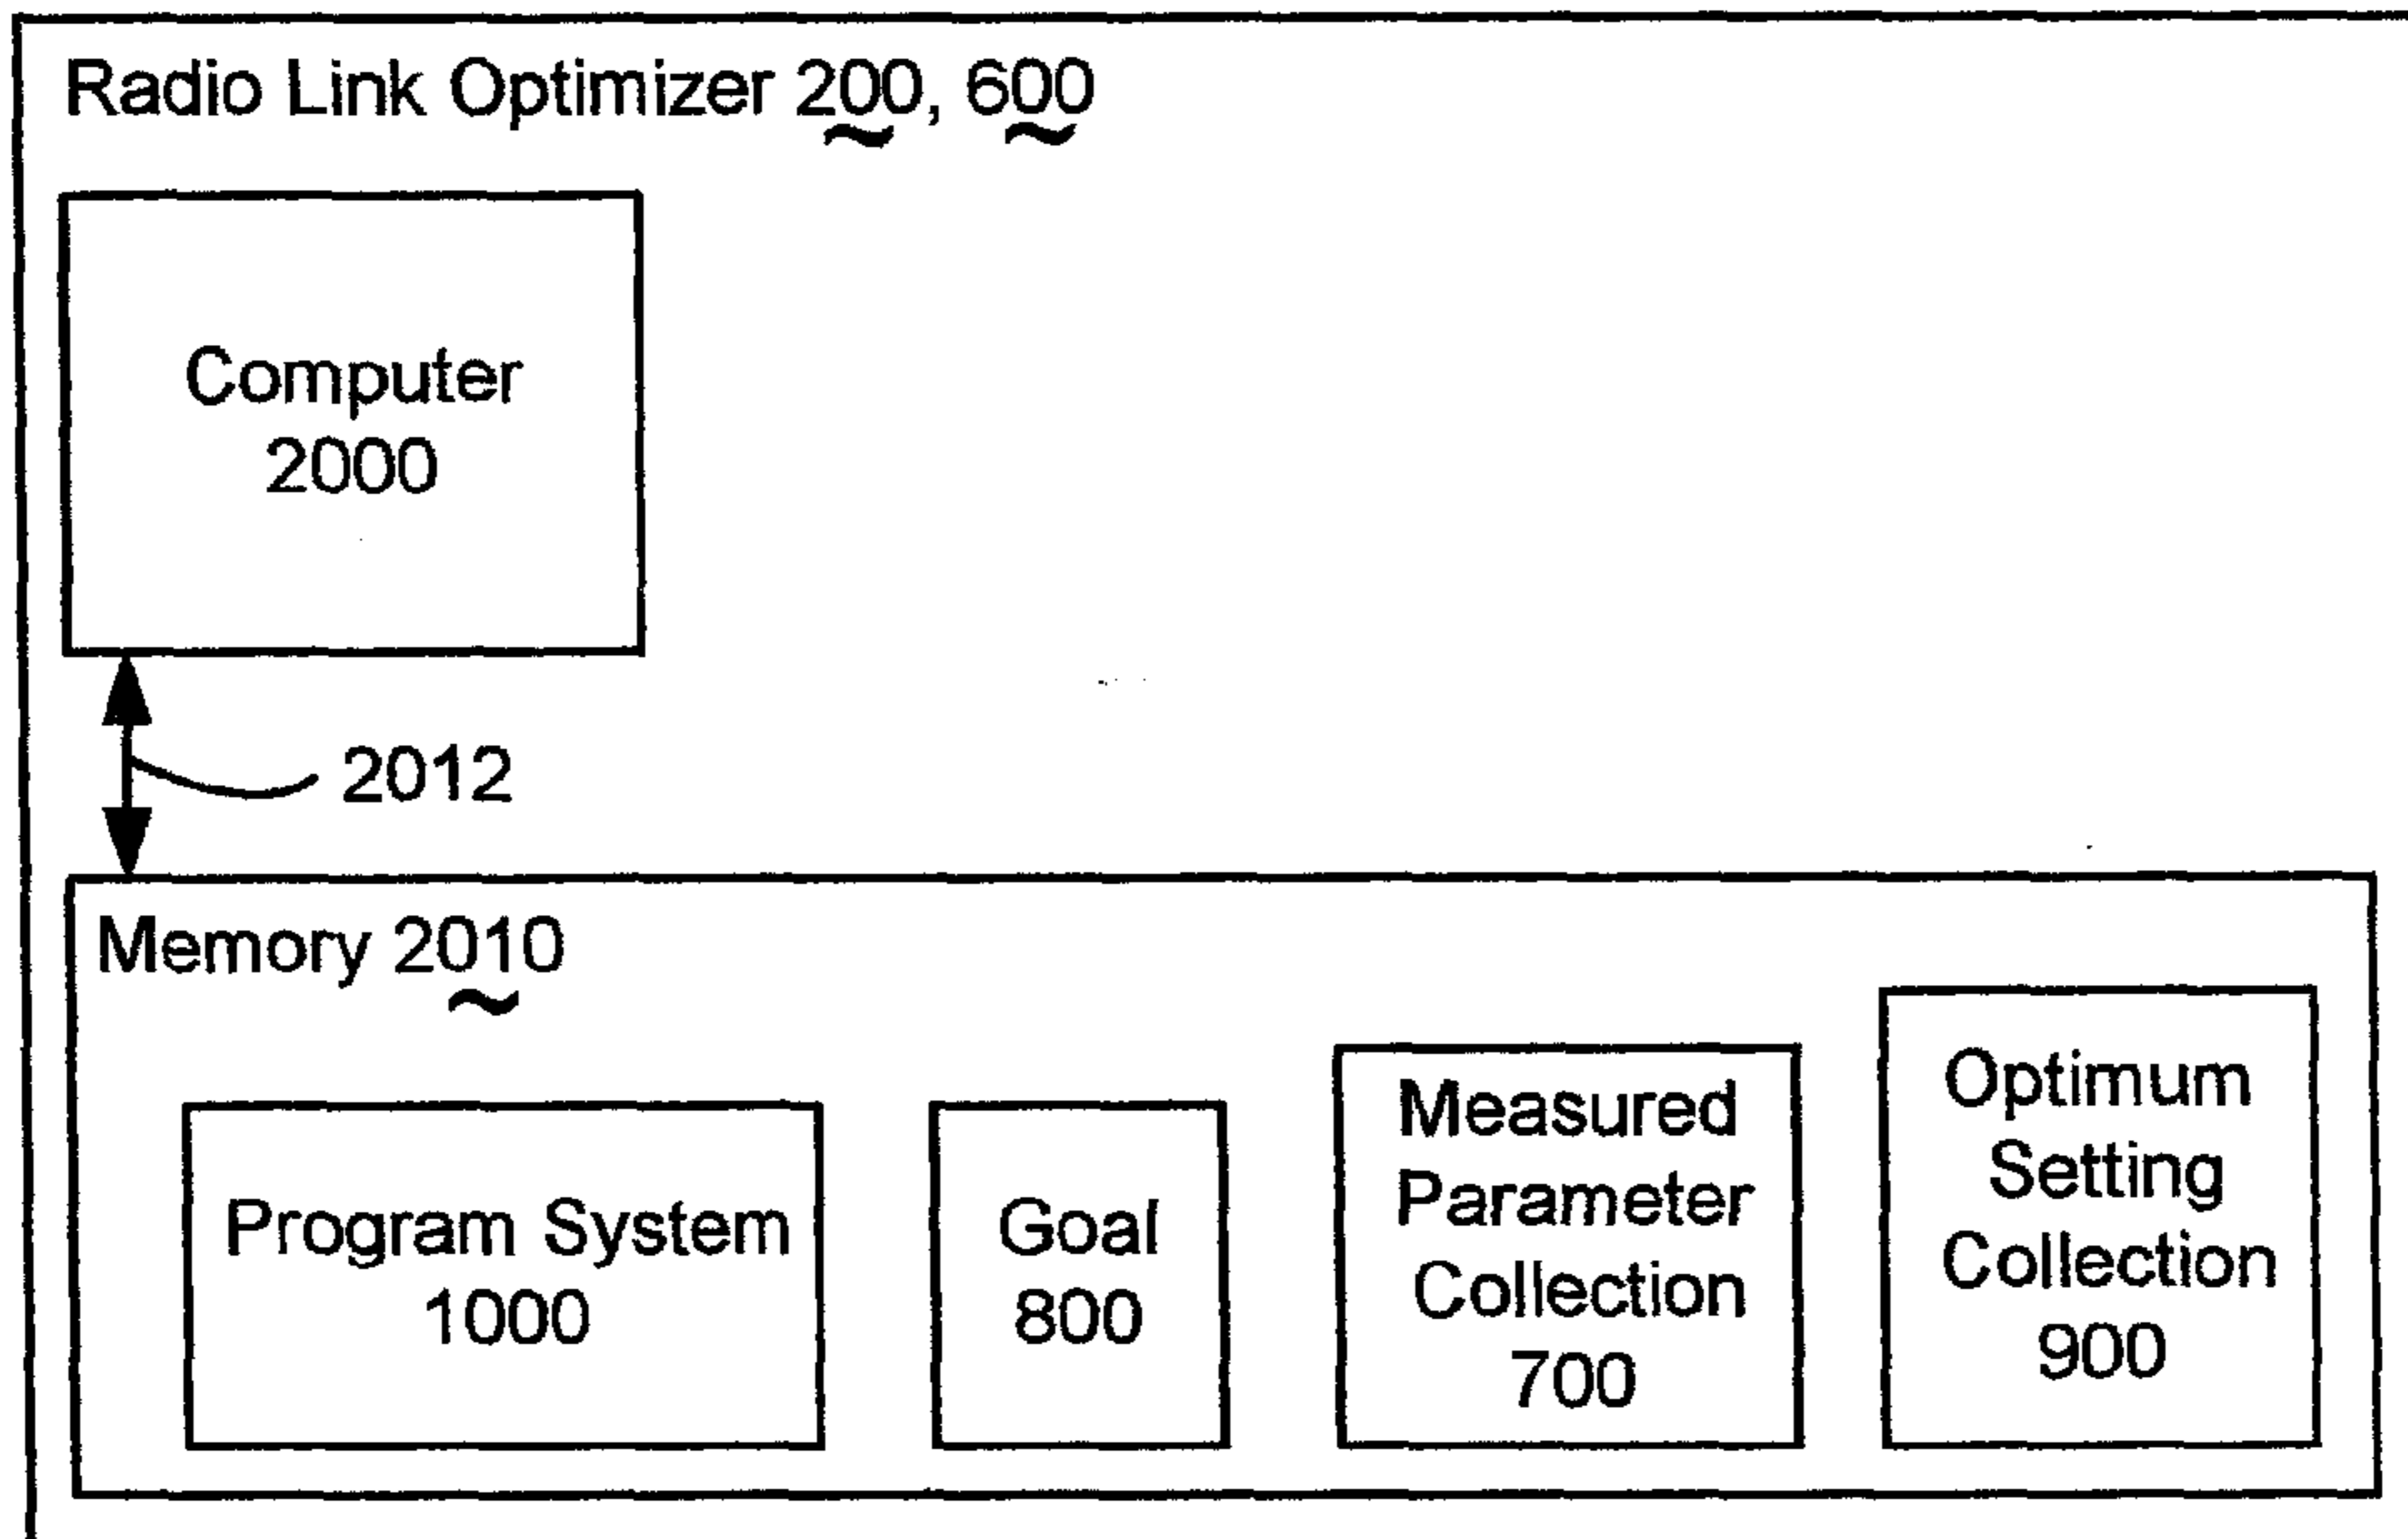 Radio Link Optimizer 200, 600
Computer
2000
2012
Memory 2010
Program System
1000
Goal
800
Measured
Parameter
Collection
700
Optimum
Setting
Collection
900